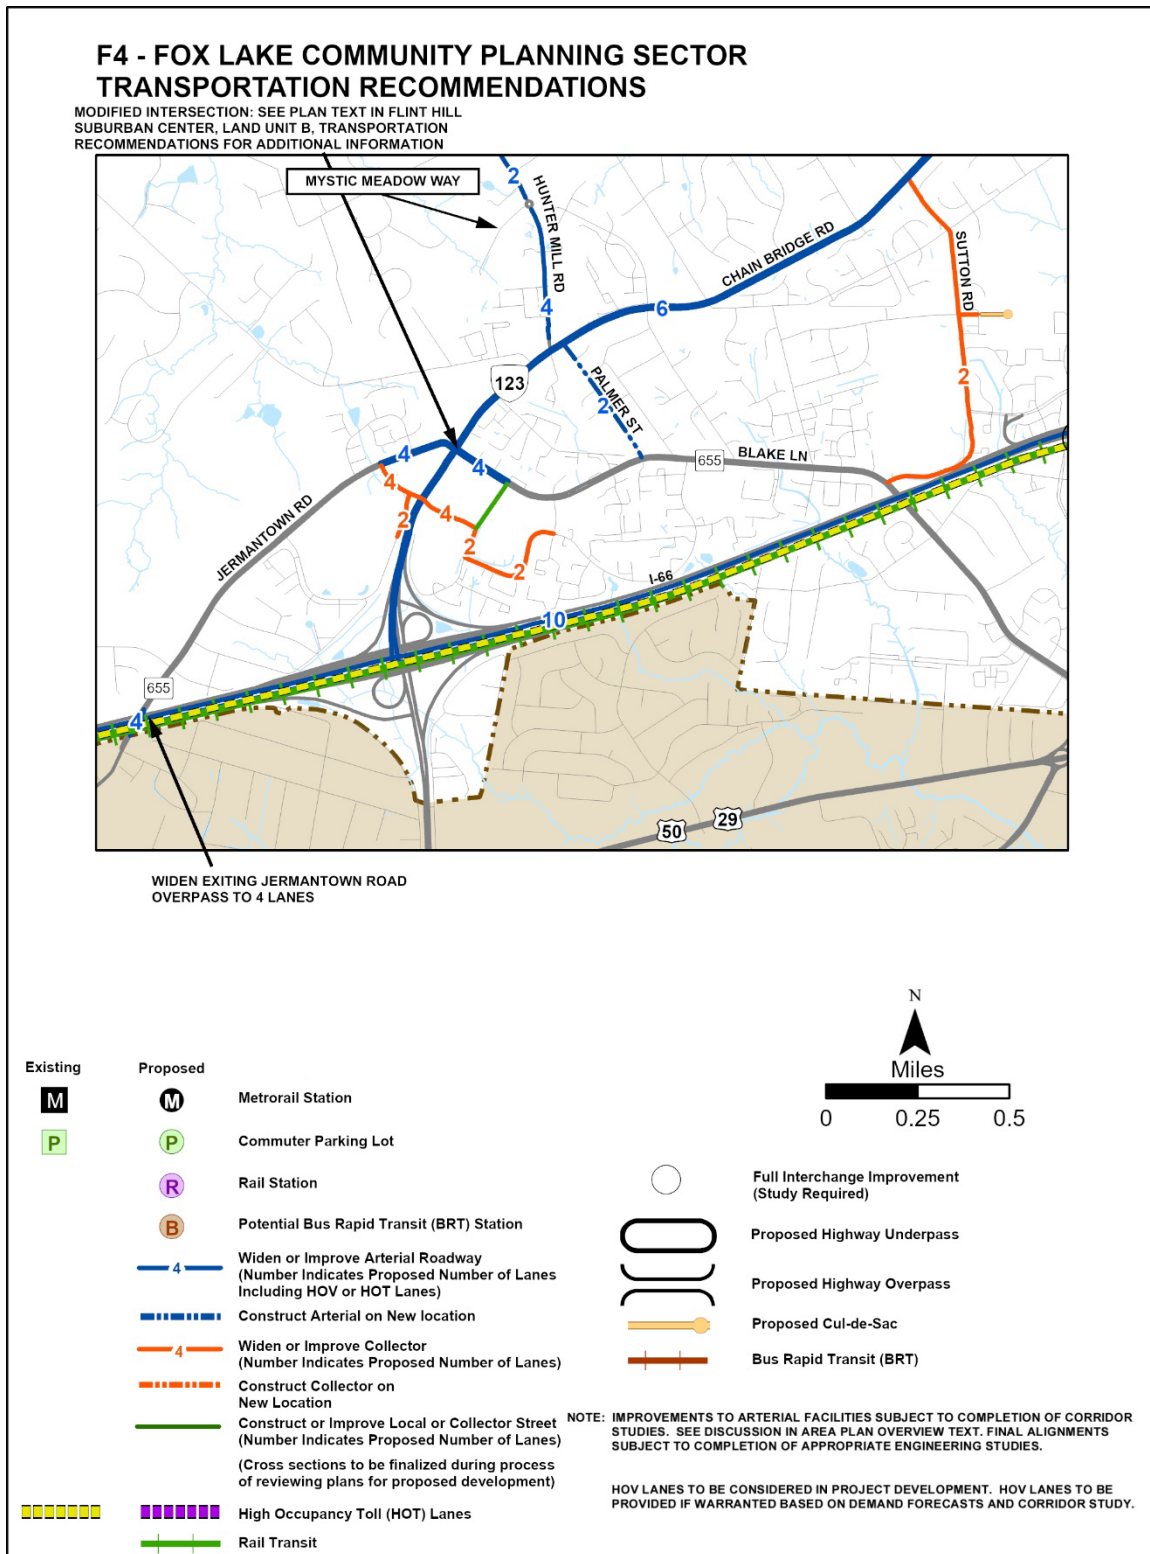 F4 - FOX LAKE COMMUNITY PLANNING SECTOR
TRANSPORTATION RECOMMENDATIONS
MODIFIED INTERSECTION: SEE PLAN TEXT IN FLINT HILL
SUBURBAN CENTER, LAND UNIT B, TRANSPORTATION
RECOMMENDATIONS FOR ADDITIONAL INFORMATION
MYSTIC MEADOW WAY
2
HUNTER MILL RD
4
CHAIN BRIDGE RD
6
SUTTON RD
2
123
PALMER ST
2
4
4
BLAKE LN
655
4
4
2
2
2
JERMANTOWN RD
I-66
10
655
4
50
29
WIDEN EXITING JERMANTOWN ROAD
OVERPASS TO 4 LANES
N
Miles
0 0.25 0.5
Existing Proposed
M M Metrorail Station
P P Commuter Parking Lot
R Rail Station
B Potential Bus Rapid Transit (BRT) Station
4 Widen or Improve Arterial Roadway
(Number Indicates Proposed Number of Lanes
Including HOV or HOT Lanes)
Construct Arterial on New location
4 Widen or Improve Collector
(Number Indicates Proposed Number of Lanes)
Construct Collector on
New Location
Construct or Improve Local or Collector Street
(Number Indicates Proposed Number of Lanes)
(Cross sections to be finalized during process
of reviewing plans for proposed development)
High Occupancy Toll (HOT) Lanes
Rail Transit
Full Interchange Improvement
(Study Required)
Proposed Highway Underpass
Proposed Highway Overpass
Proposed Cul-de-Sac
Bus Rapid Transit (BRT)
NOTE: IMPROVEMENTS TO ARTERIAL FACILITIES SUBJECT TO COMPLETION OF CORRIDOR
STUDIES. SEE DISCUSSION IN AREA PLAN OVERVIEW TEXT. FINAL ALIGNMENTS
SUBJECT TO COMPLETION OF APPROPRIATE ENGINEERING STUDIES.
HOV LANES TO BE CONSIDERED IN PROJECT DEVELOPMENT. HOV LANES TO BE
PROVIDED IF WARRANTED BASED ON DEMAND FORECASTS AND CORRIDOR STUDY.